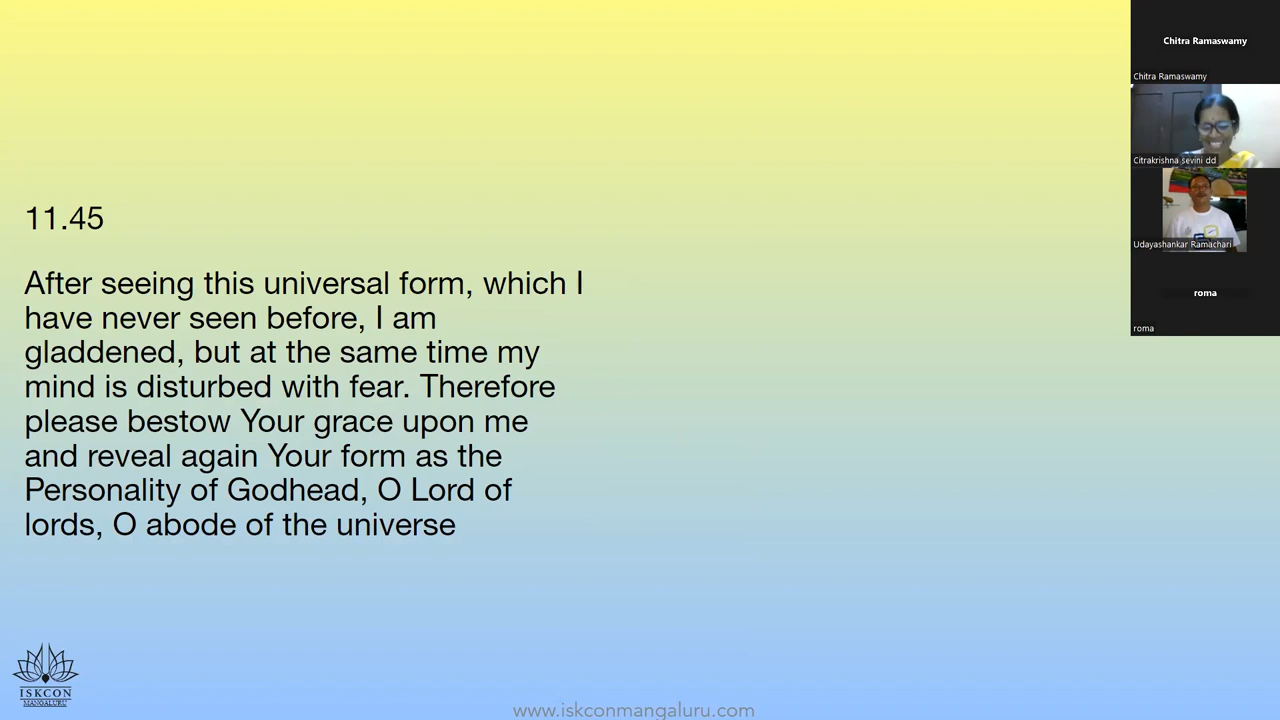 11.45
After seeing this universal form, which I
have never seen before, I am
gladdened, but at the same time my
mind is disturbed with fear. Therefore
please bestow Your grace upon me
and reveal again Your form as the
Personality of Godhead, O Lord of
lords, O abode of the universe
ISKCON
MANGALURU
www.iskconmangaluru.com
Chitra Ramaswamy
Chitra Ramaswamy
Citrakrishna sevini dd
Udayashankar Ramachari
roma
roma